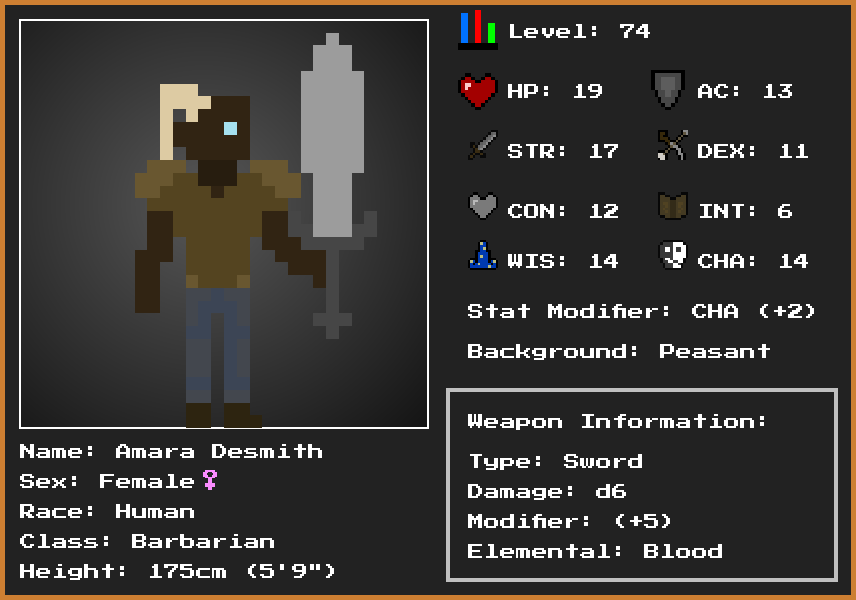 Level: 74
HP: 19 AC: 13
STR: 17 DEX: 11
CON: 12 INT: 6
WIS: 14 CHA: 14
Stat Modifier: CHA (+2)
Background: Peasant
Weapon Information:
Type: Sword
Damage: d6
Modifier: (+5)
Elemental: Blood
Name: Amara Desmith
Sex: Female♀
Race: Human
Class: Barbarian
Height: 175cm (5'9")